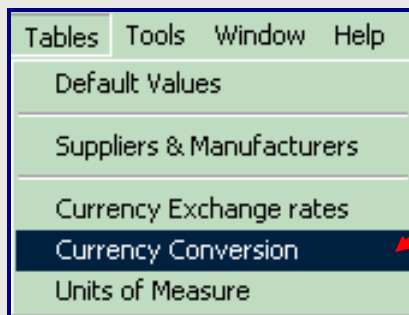 Tables Tools Window Help
Default Values
Suppliers & Manufacturers
Currency Exchange rates
Currency Conversion
Units of Measure